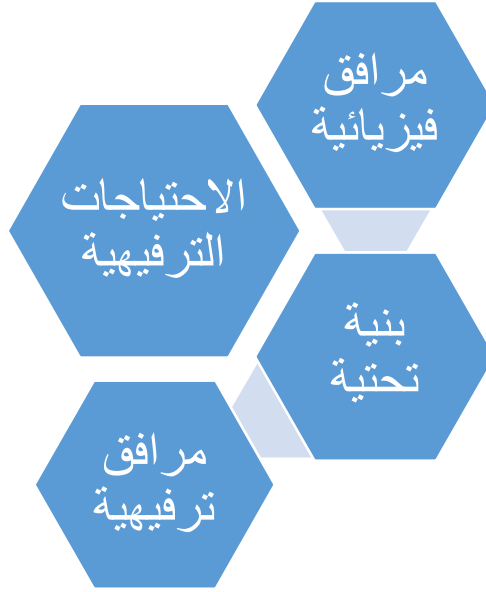 مرافق
فيزيائية
الاحتياجات
الترفيهية
بنية
تحتية
مرافق
ترفيهية